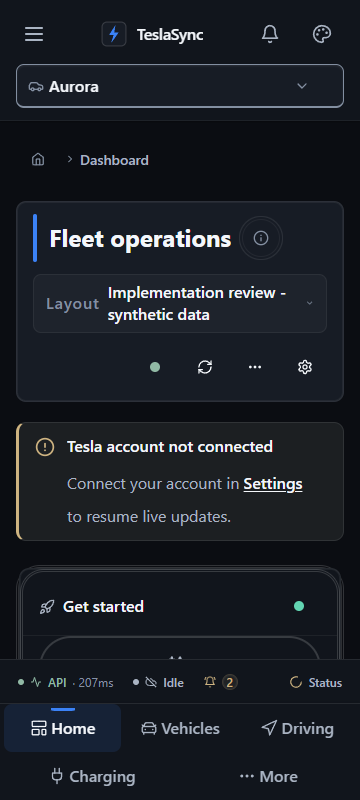 TeslaSync
Aurora
Dashboard
Fleet operations
Layout
Implementation review -
synthetic data
Tesla account not connected
Connect your account in Settings
to resume live updates.
Get started
API · 207ms
Idle
2
Status
Home
Vehicles
Driving
Charging
More